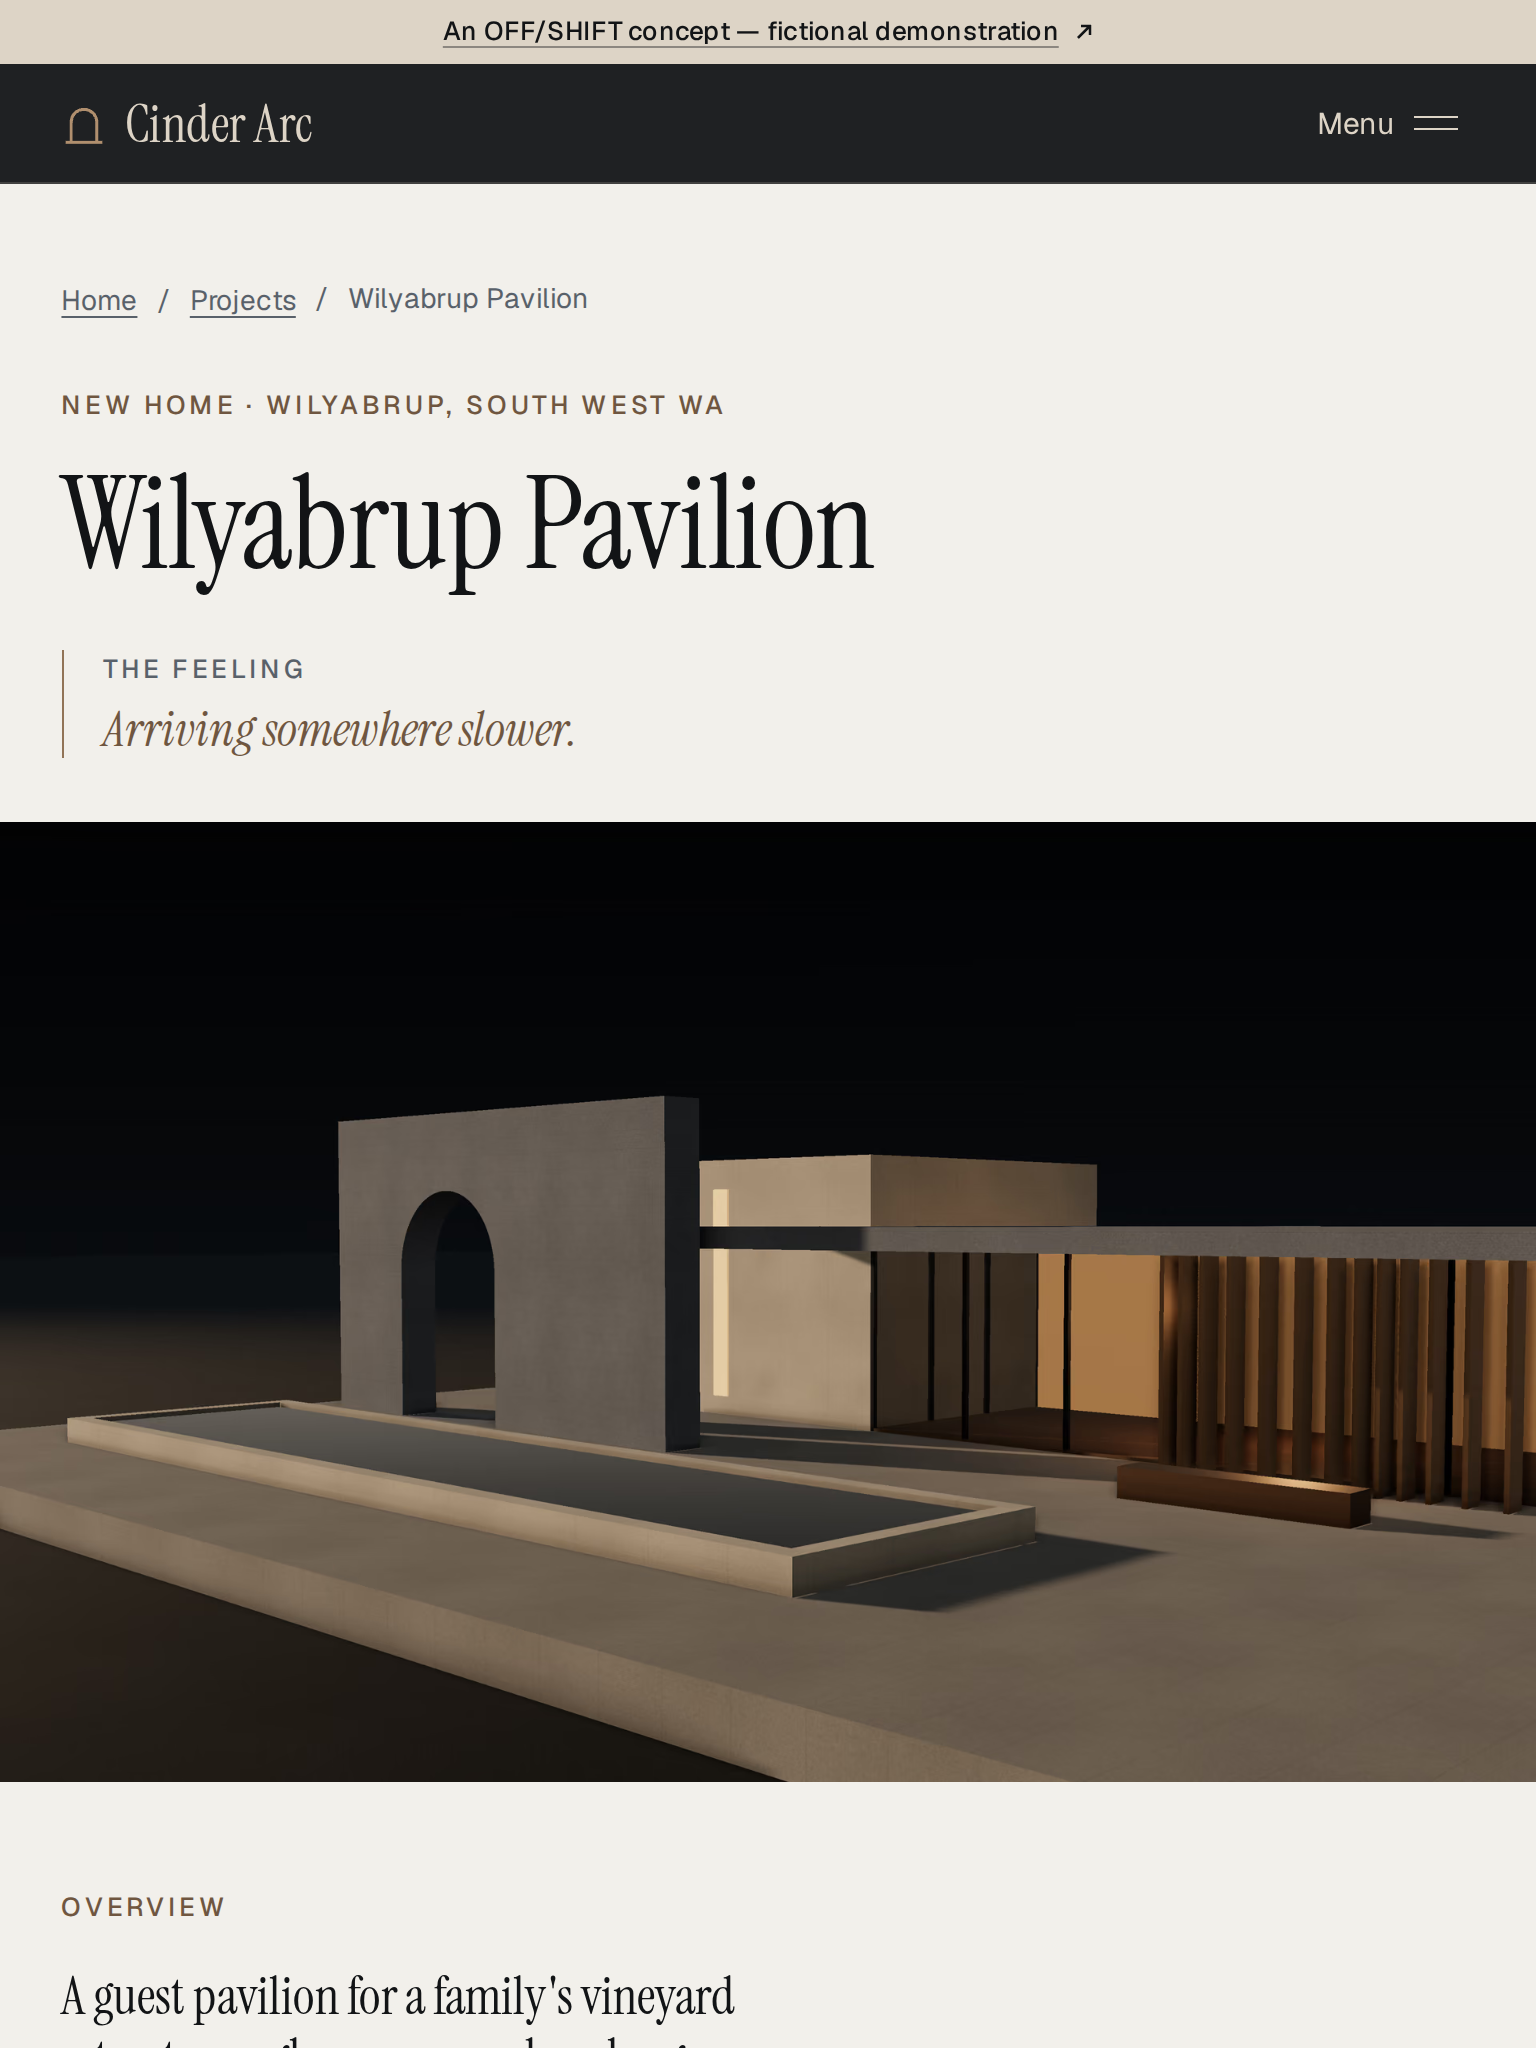 An OFF/SHIFT concept — fictional demonstration ↗
Cinder Arc
Menu
Home / Projects / Wilyabrup Pavilion
NEW HOME · WILYABRUP, SOUTH WEST WA
Wilyabrup Pavilion
THE FEELING
Arriving somewhere slower.
OVERVIEW
A guest pavilion for a family's vineyard